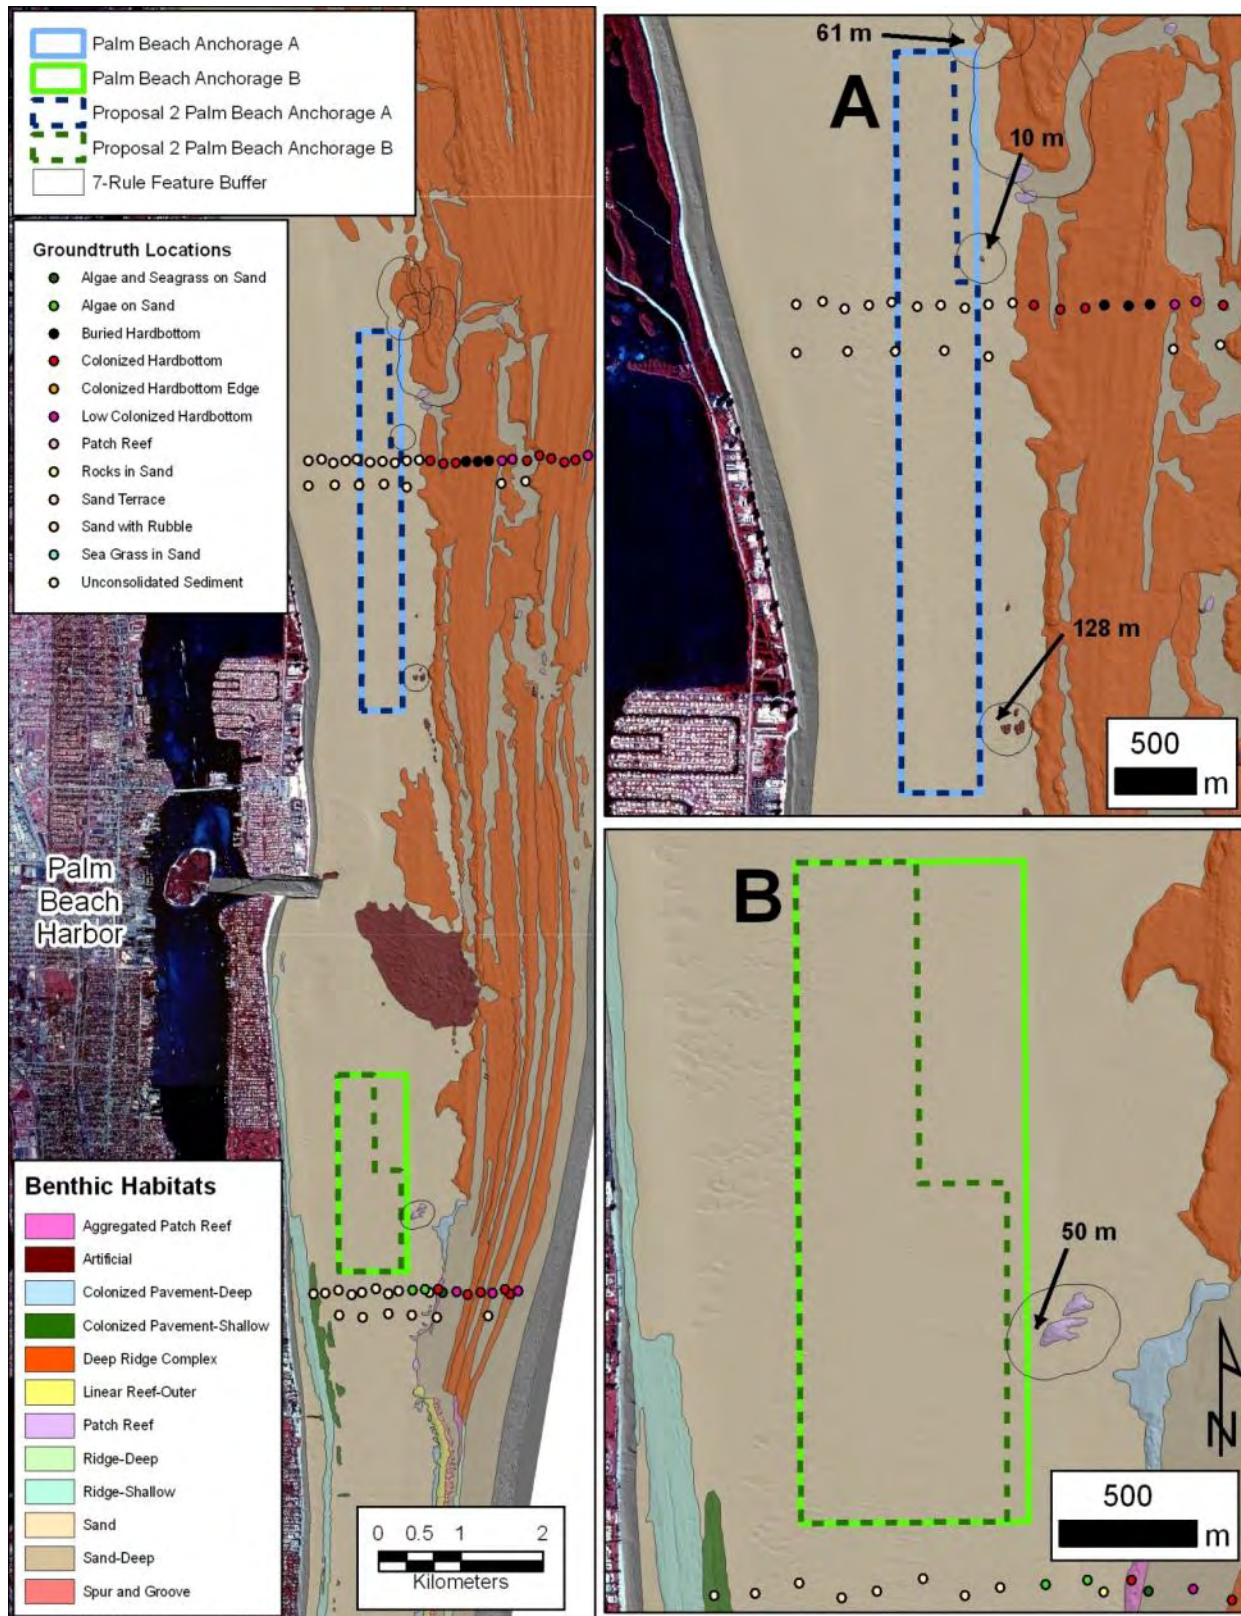 Palm Beach Anchorage A
Palm Beach Anchorage B
Proposal 2 Palm Beach Anchorage A
Proposal 2 Palm Beach Anchorage B
7-Rule Feature Buffer
Groundtruth Locations
Algae and Seagrass on Sand
Algae on Sand
Buried Hardbottom
Colonized Hardbottom
Colonized Hardbottom Edge
Low Colonized Hardbottom
Patch Reef
Rocks in Sand
Sand Terrace
Sand with Rubble
Sea Grass in Sand
Unconsolidated Sediment
Palm
Beach
Harbor
Benthic Habitats
Aggregated Patch Reef
Artificial
Colonized Pavement-Deep
Colonized Pavement-Shallow
Deep Ridge Complex
Linear Reef-Outer
Patch Reef
Ridge-Deep
Ridge-Shallow
Sand
Sand-Deep
Spur and Groove
0 0.5 1 2
Kilometers
61 m
A
10 m
128 m
500
m
B
50 m
N
500
m